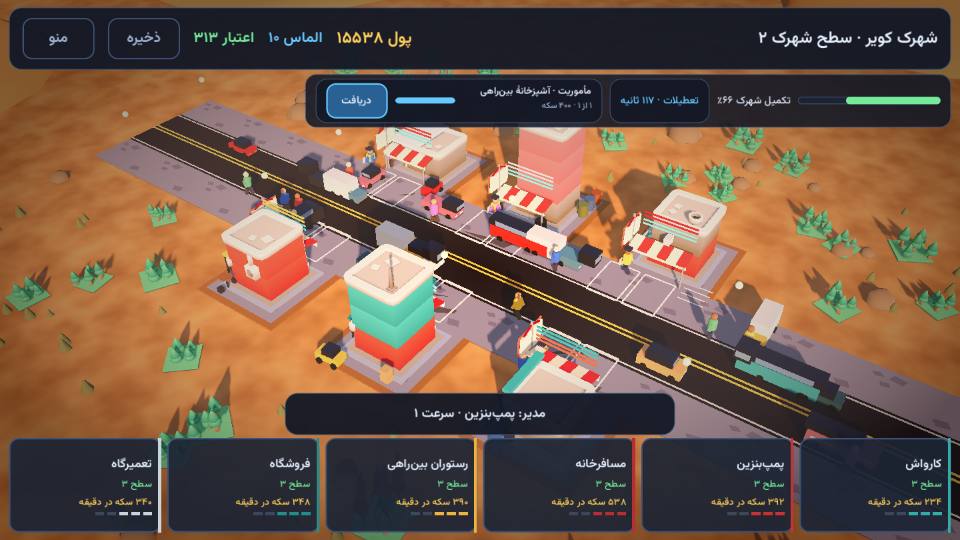 شهرک کویر · سطح شهرک ۲
پول ۱۵۵۳۸
الماس ۱۰
اعتبار ۳۱۳
ذخیره
منو
تکمیل شهرک ۶۶٪
تعطیلات · ۱۱۷ ثانیه
مأموریت · آشپزخانهٔ بین‌راهی
۱ از ۱ · ۴۰۰ سکه
دریافت
مدیر: پمپ‌بنزین · سرعت ۱
کارواش
سطح ۳
۲۳۴ سکه در دقیقه
پمپ‌بنزین
سطح ۳
۳۹۲ سکه در دقیقه
مسافرخانه
سطح ۳
۵۳۸ سکه در دقیقه
رستوران بین‌راهی
سطح ۳
۳۹۰ سکه در دقیقه
فروشگاه
سطح ۳
۳۴۸ سکه در دقیقه
تعمیرگاه
سطح ۳
۳۴۰ سکه در دقیقه